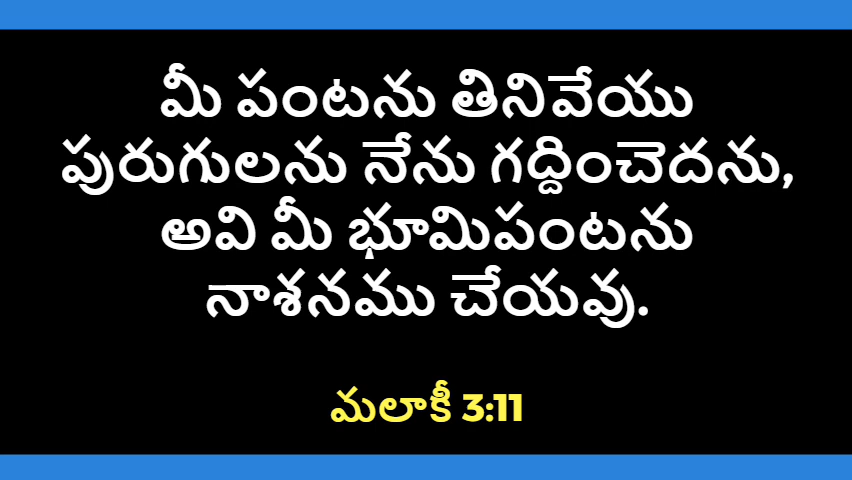 మీ పంటను తినివేయు
పురుగులను నేను గద్దించెదను,
అవి మీ భూమిపంటను
నాశనము చేయవు.
మలాకీ 3:11